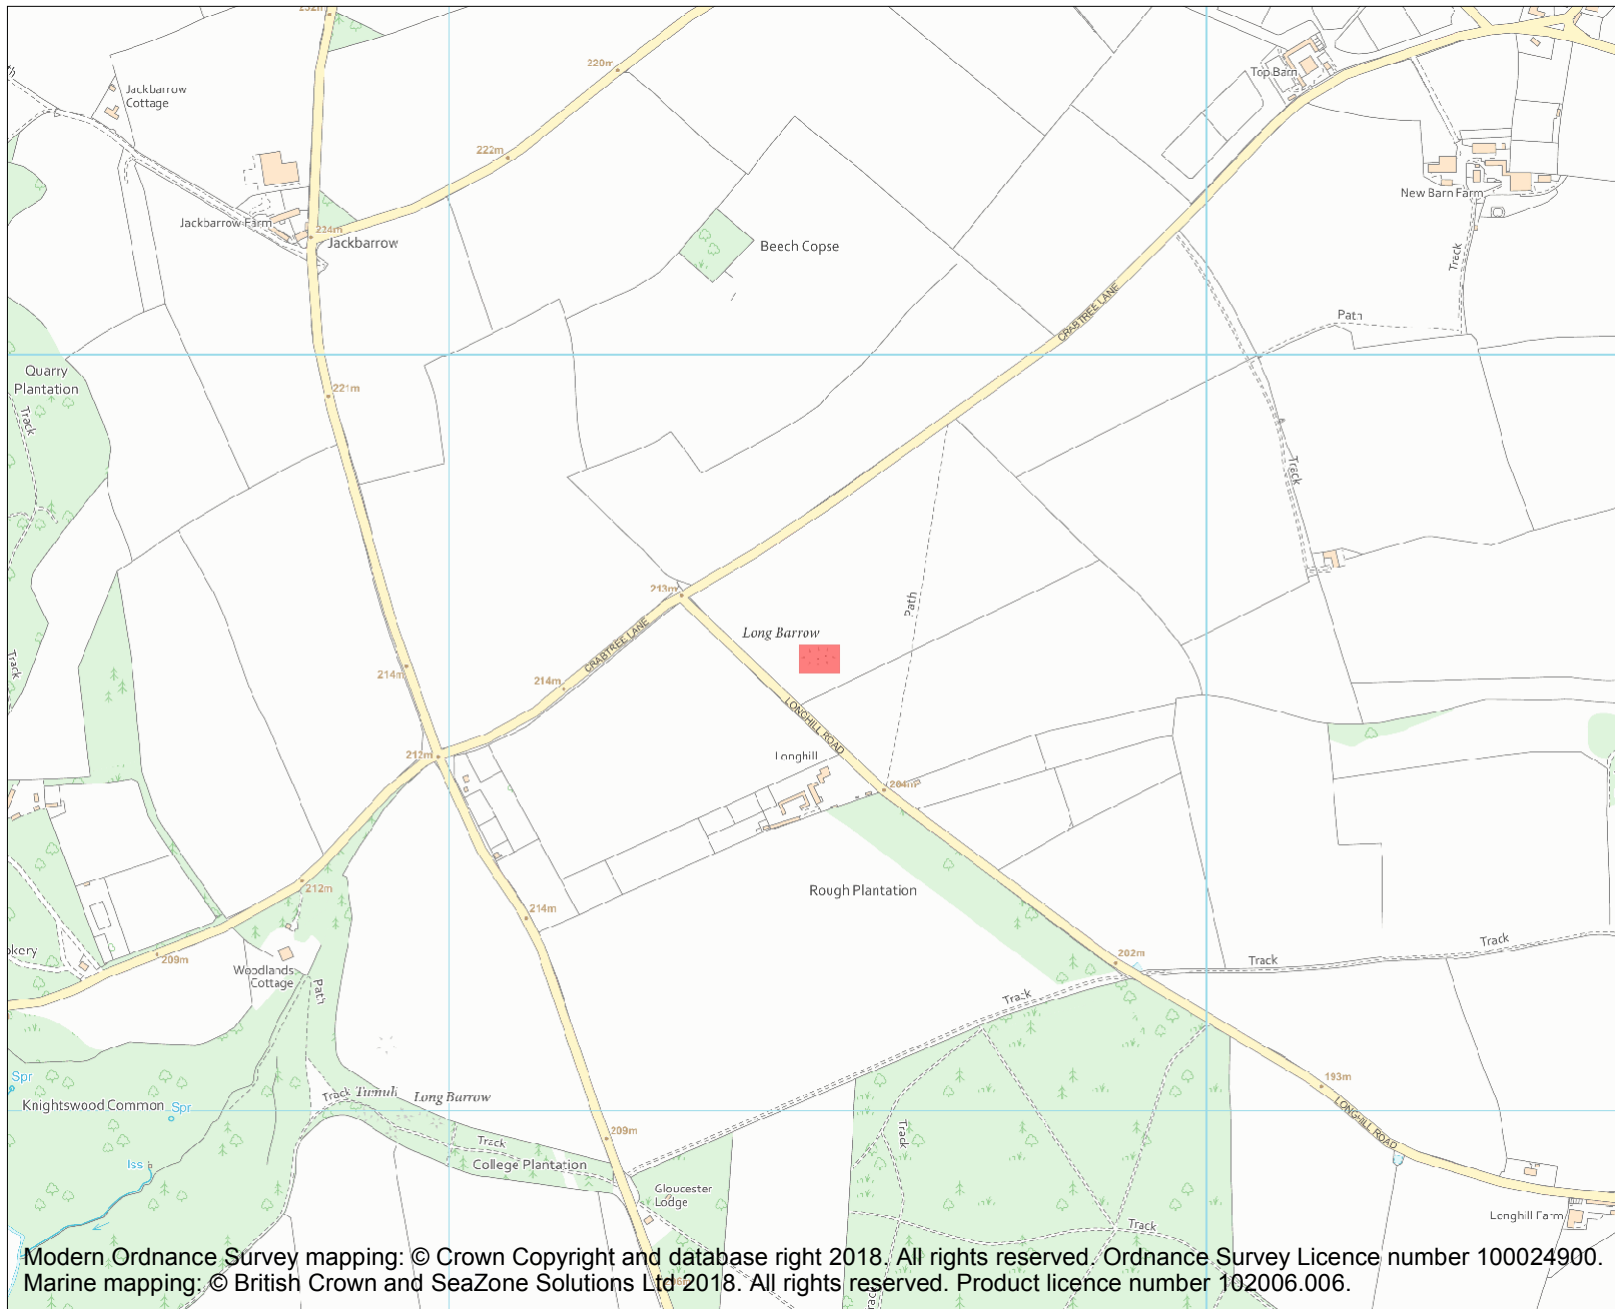 232m
Jackbarrow
Cottage
220m
222m
Top Barn
New Barn Farm
Jackbarrow Farm
224m
Jackbarrow
Beech Copse
Track
CRABTREE LANE
Path
Quarry
Plantation
Track
221m
Track
Path
213m
Long Barrow
CRABTREE LANE
Track
214m
214m
LONGHILL ROAD
212m
Longhill
204m
212m
Rough Plantation
214m
209m
Woodlands
Cottage
Path
202m
Track
Track
Track
Spr
Knightswood Common
Spr
Track
Tumuli
Long Barrow
193m
LONGHILL ROAD
209m
Track
Track
Iss
College Plantation
Gloucester
Lodge
Track
Longhill Farm
Modern Ordnance Survey mapping: © Crown Copyright and database right 2018. All rights reserved. Ordnance Survey Licence number 100024900.
Marine mapping: © British Crown and SeaZone Solutions Ltd 2018. All rights reserved. Product licence number 102006.006.